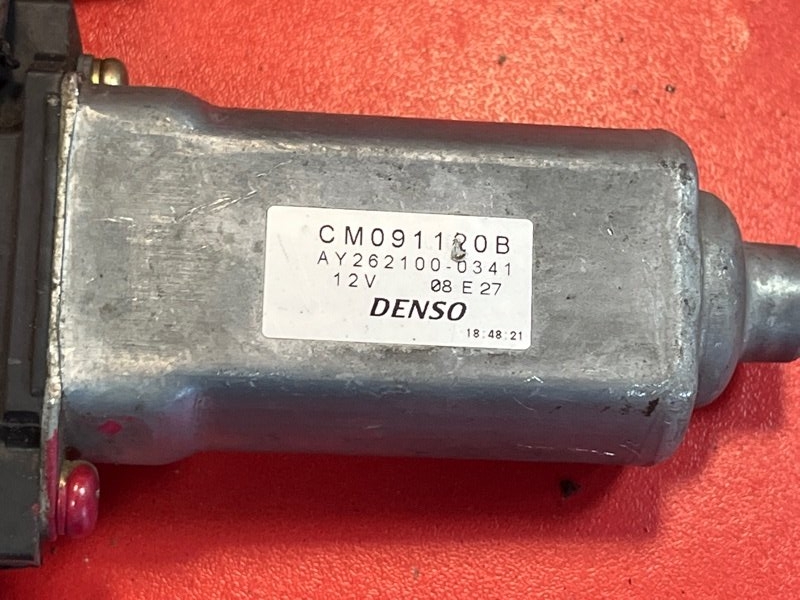 CM091120B
AY262100-0341
12V 08 E 27
DENSO
18:48:21